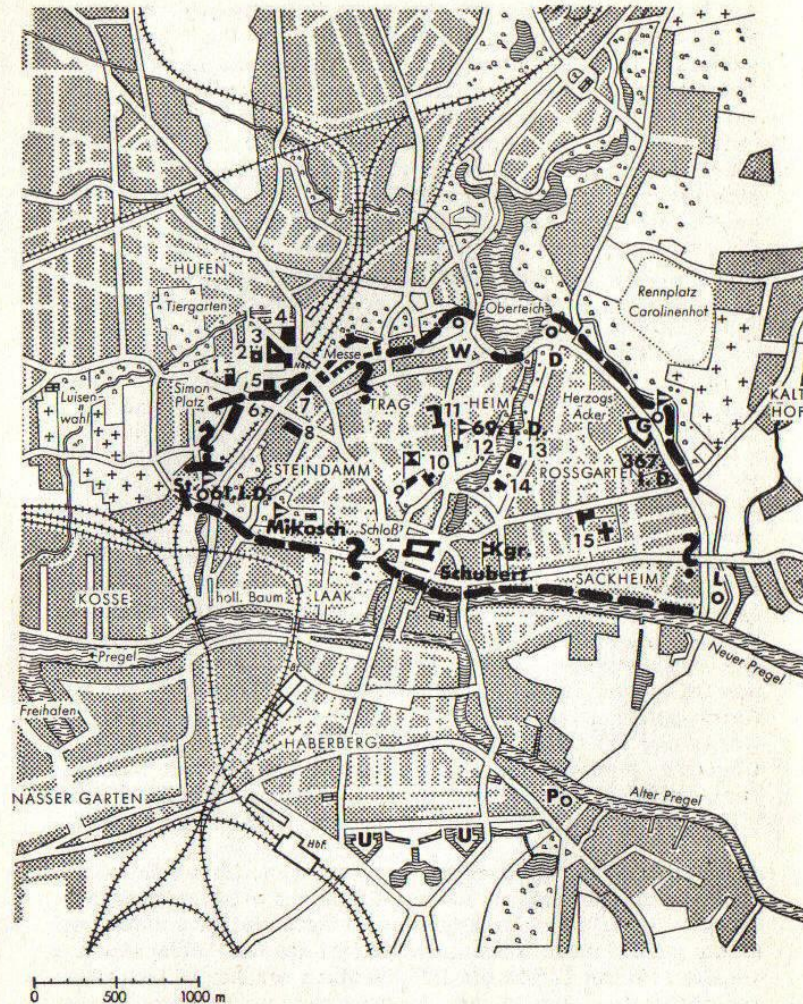 HUFEN
Tiergarten
Oberteich
Rennplatz
Carolinenhof
4
3
2
1
5
Nbf.
Messe
W
D
Simon
Platz
6
7
8
Luisen-
wahl
TRAG
HEIM
Herzogs
Acker
KALT
HOF
G
11
69. I.D.
12
13
367.
I.D.
STEINDAMM
ROSSGARTEN
?
?
St.
61. I.D.
10
9
14
Mikosch
Schloß
?
Kgr.
Schubert
15
?
SACKHEIM
L
KOSSE
holl. Baum
LAAK
Pregel
Neuer Pregel
Freihafen
HABERBERG
NASSER GARTEN
P
Alter Pregel
Hbf.
U
U
0 500 1000 m